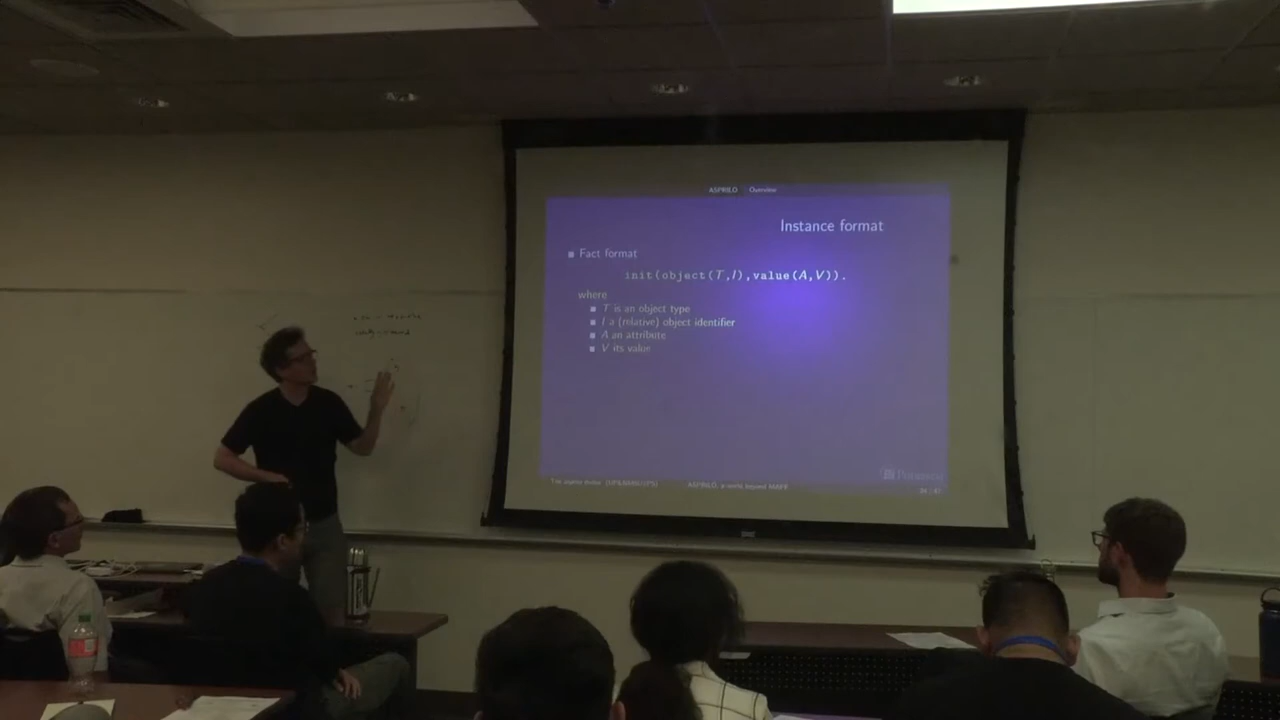 ASPRILO Overview
Instance format
Fact format
init(object(T,I),value(A,V)).
where
T is an object type
I a (relative) object identifier
A an attribute
V its value
ASPRILO, a world beyond MAPF